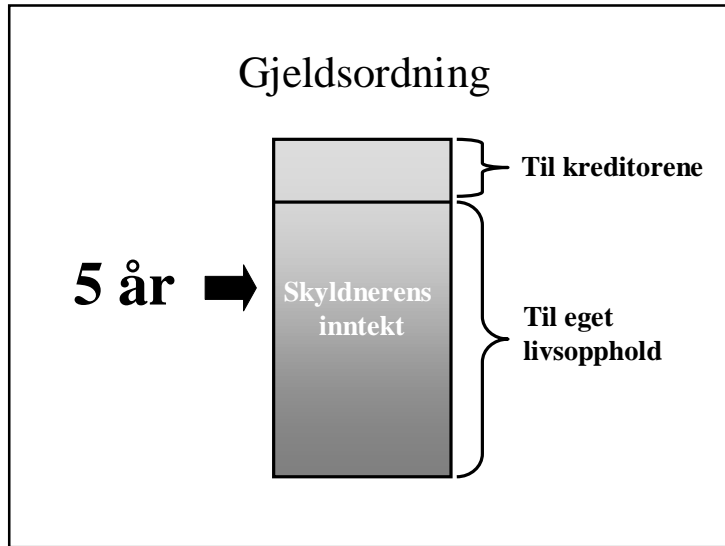 Gjeldsordning
Til kreditorene
5 år
Skyldnerens
inntekt
Til eget
livsopphold